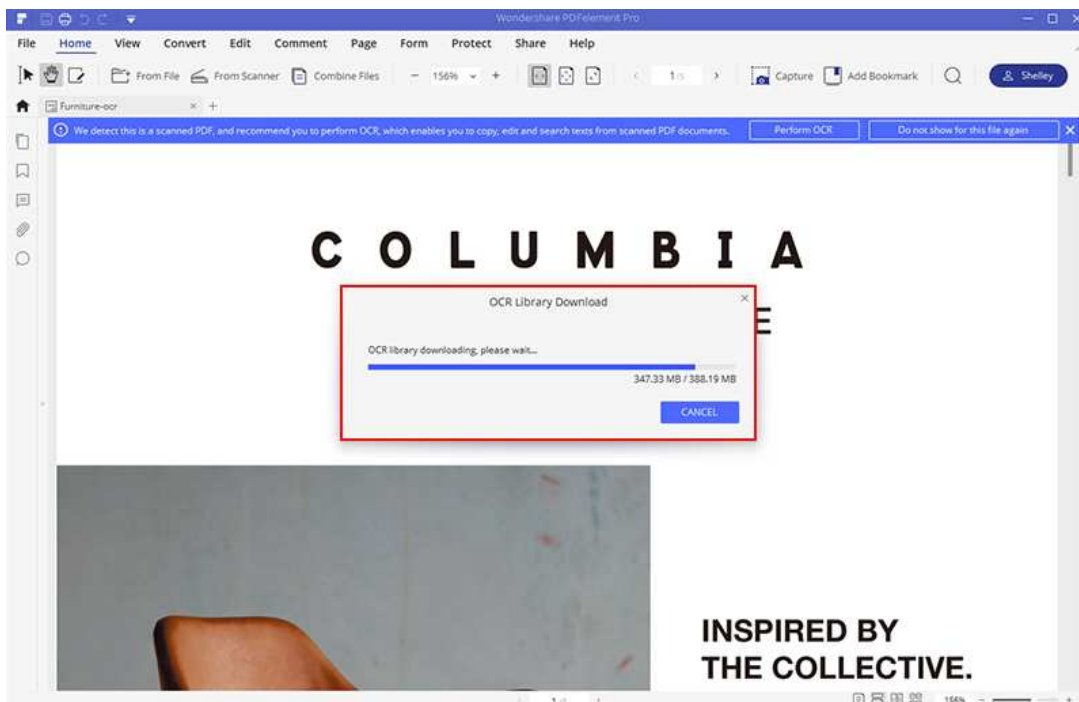 Wondershare PDFelement Pro
File Home View Convert Edit Comment Page Form Protect Share Help
From File From Scanner Combine Files − 156% + 1 Capture Add Bookmark Shelley
Furniture-ocr × +
We detect this is a scanned PDF, and recommend you to perform OCR, which enables you to copy, edit and search texts from scanned PDF documents. Perform OCR Do not show for this file again
COLUMBIA
OCR Library Download
E
OCR library downloading, please wait...
347.33 MB / 388.19 MB
CANCEL
INSPIRED BY
THE COLLECTIVE.
156% − +